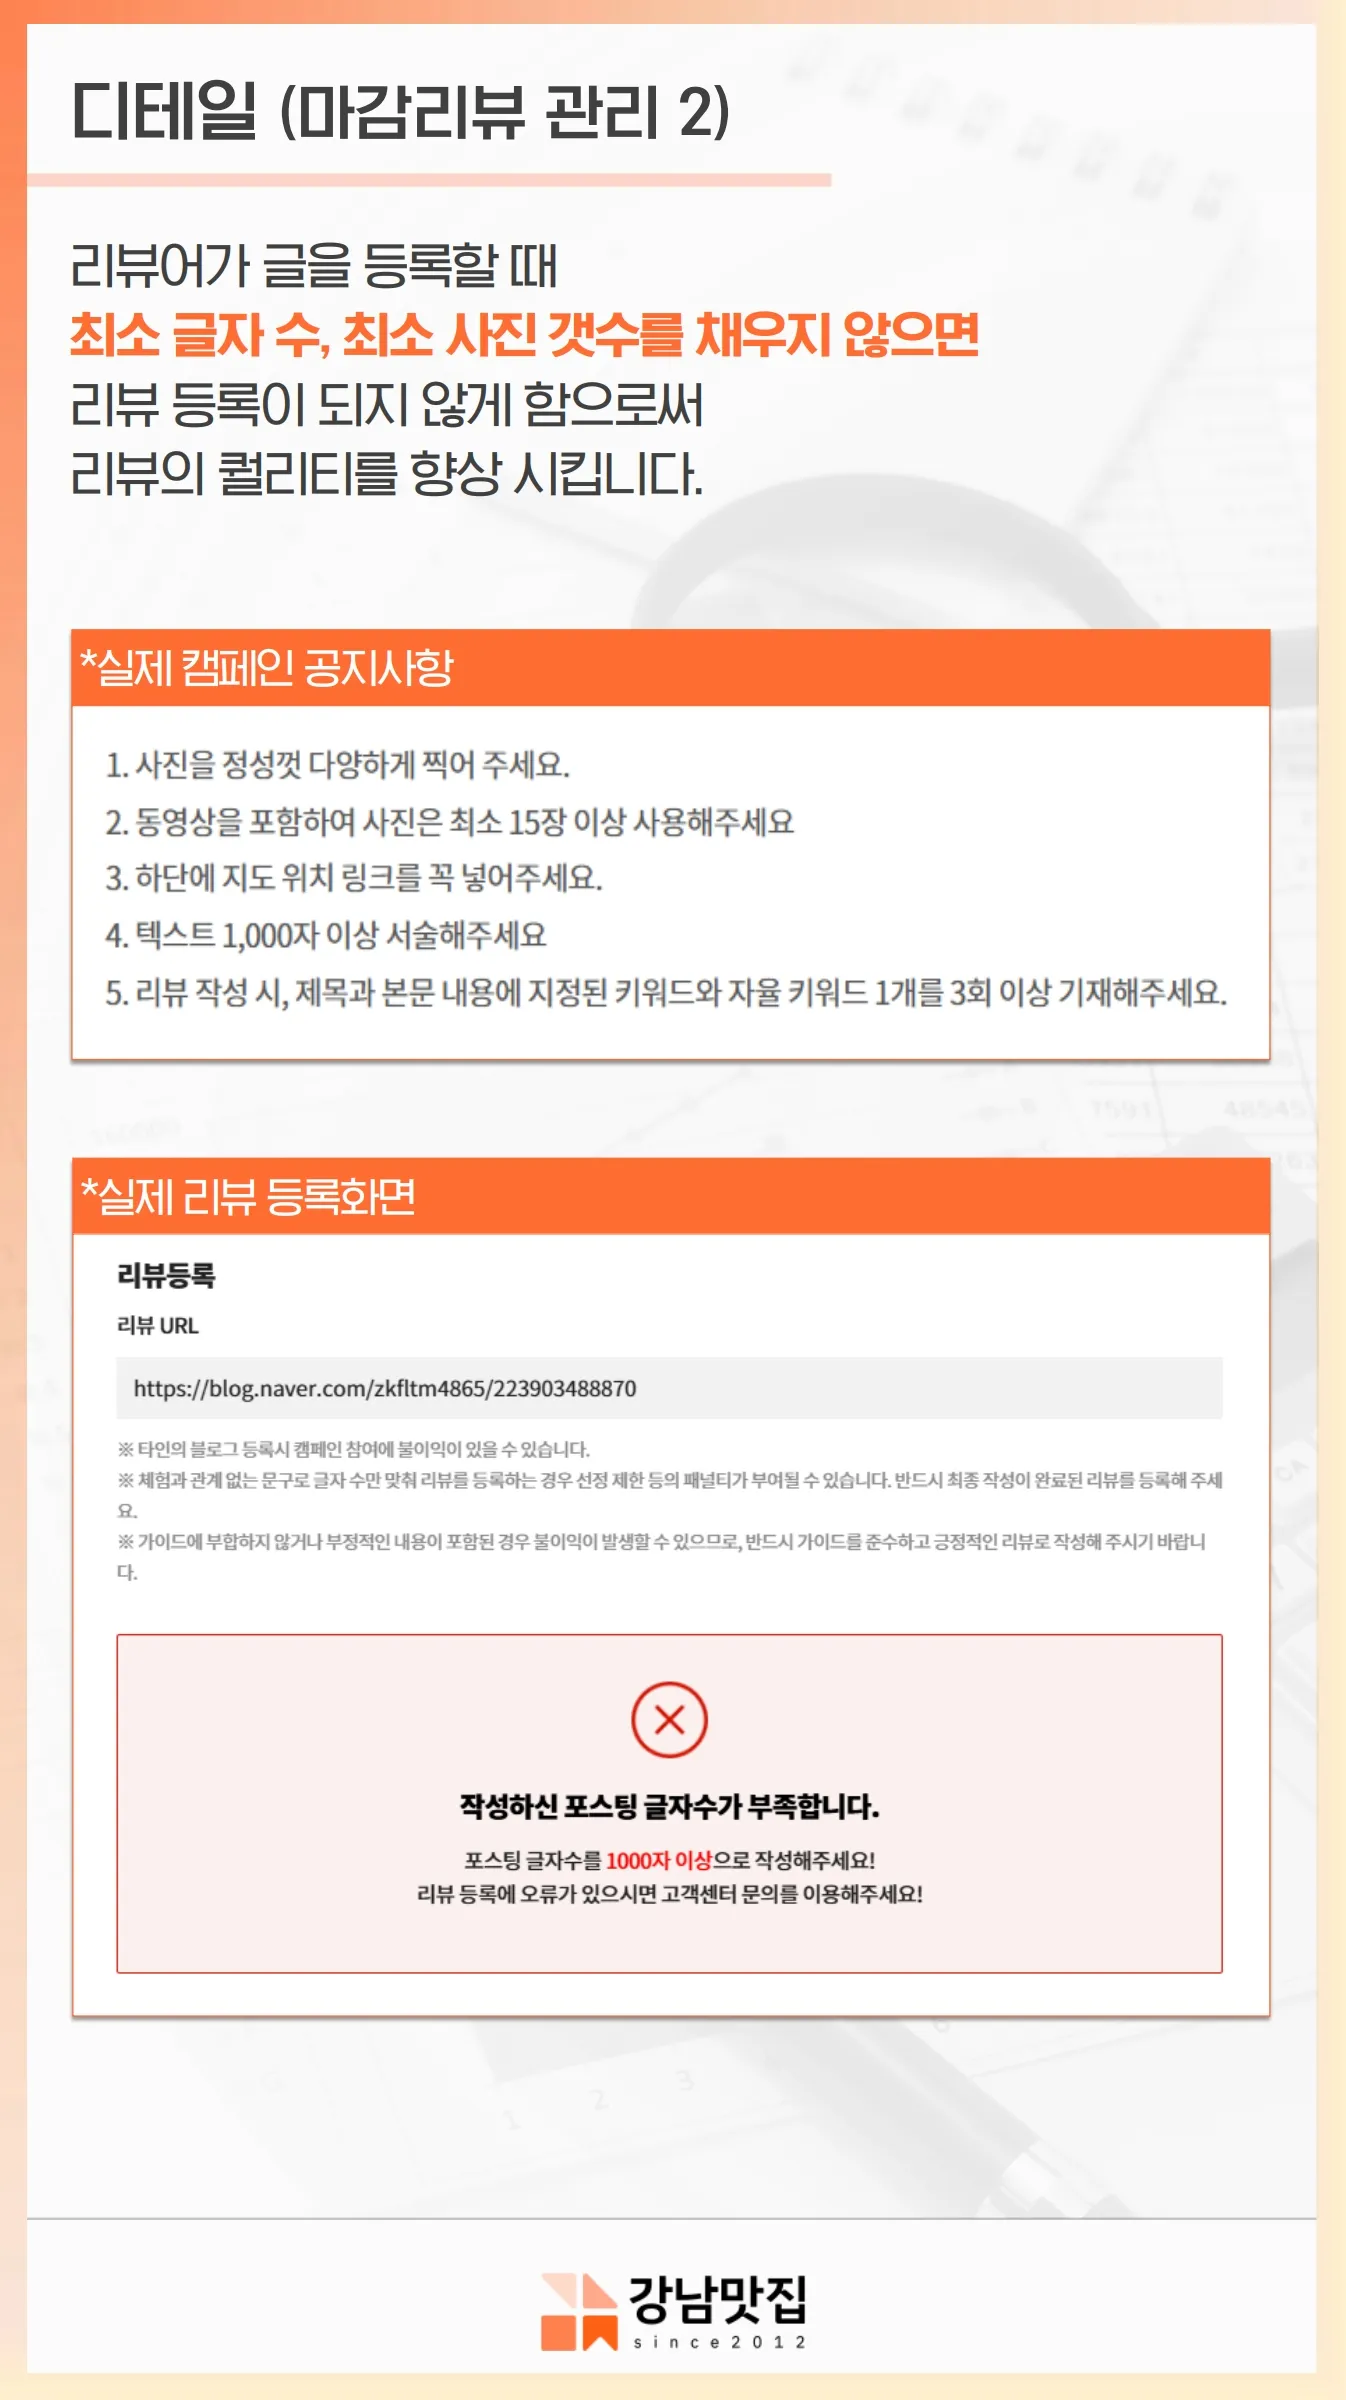 디테일 (마감리뷰 관리 2)
리뷰어가 글을 등록할 때
최소 글자 수, 최소 사진 갯수를 채우지 않으면
리뷰 등록이 되지 않게 함으로써
리뷰의 퀄리티를 향상 시킵니다.
*실제 캠페인 공지사항
1. 사진을 정성껏 다양하게 찍어 주세요.
2. 동영상을 포함하여 사진은 최소 15장 이상 사용해주세요
3. 하단에 지도 위치 링크를 꼭 넣어주세요.
4. 텍스트 1,000자 이상 서술해주세요
5. 리뷰 작성 시, 제목과 본문 내용에 지정된 키워드와 자율 키워드 1개를 3회 이상 기재해주세요.
*실제 리뷰 등록화면
리뷰등록
리뷰 URL
https://blog.naver.com/zkfltm4865/223903488870
※ 타인의 블로그 등록시 캠페인 참여에 불이익이 있을 수 있습니다.
※ 체험과 관계 없는 문구로 글자 수만 맞춰 리뷰를 등록하는 경우 선정 제한 등의 패널티가 부여될 수 있습니다. 반드시 최종 작성이 완료된 리뷰를 등록해 주세
요.
※ 가이드에 부합하지 않거나 부정적인 내용이 포함된 경우 불이익이 발생할 수 있으므로, 반드시 가이드를 준수하고 긍정적인 리뷰로 작성해 주시기 바랍니
다.
작성하신 포스팅 글자수가 부족합니다.
포스팅 글자수를 1000자 이상으로 작성해주세요!
리뷰 등록에 오류가 있으시면 고객센터 문의를 이용해주세요!
강남맛집
since2012